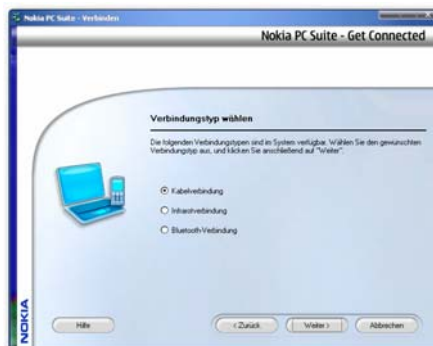 Nokia PC Suite - Verbinden
Nokia PC Suite - Get Connected
Verbindungstyp wählen
Die folgenden Verbindungstypen sind im System verfügbar. Wählen Sie den gewünschten
Verbindungstyp aus, und klicken Sie anschließend auf "Weiter".
Kabelverbindung
Infrarotverbindung
Bluetooth-Verbindung
NOKIA
Hilfe
< Zurück
Weiter >
Abbrechen